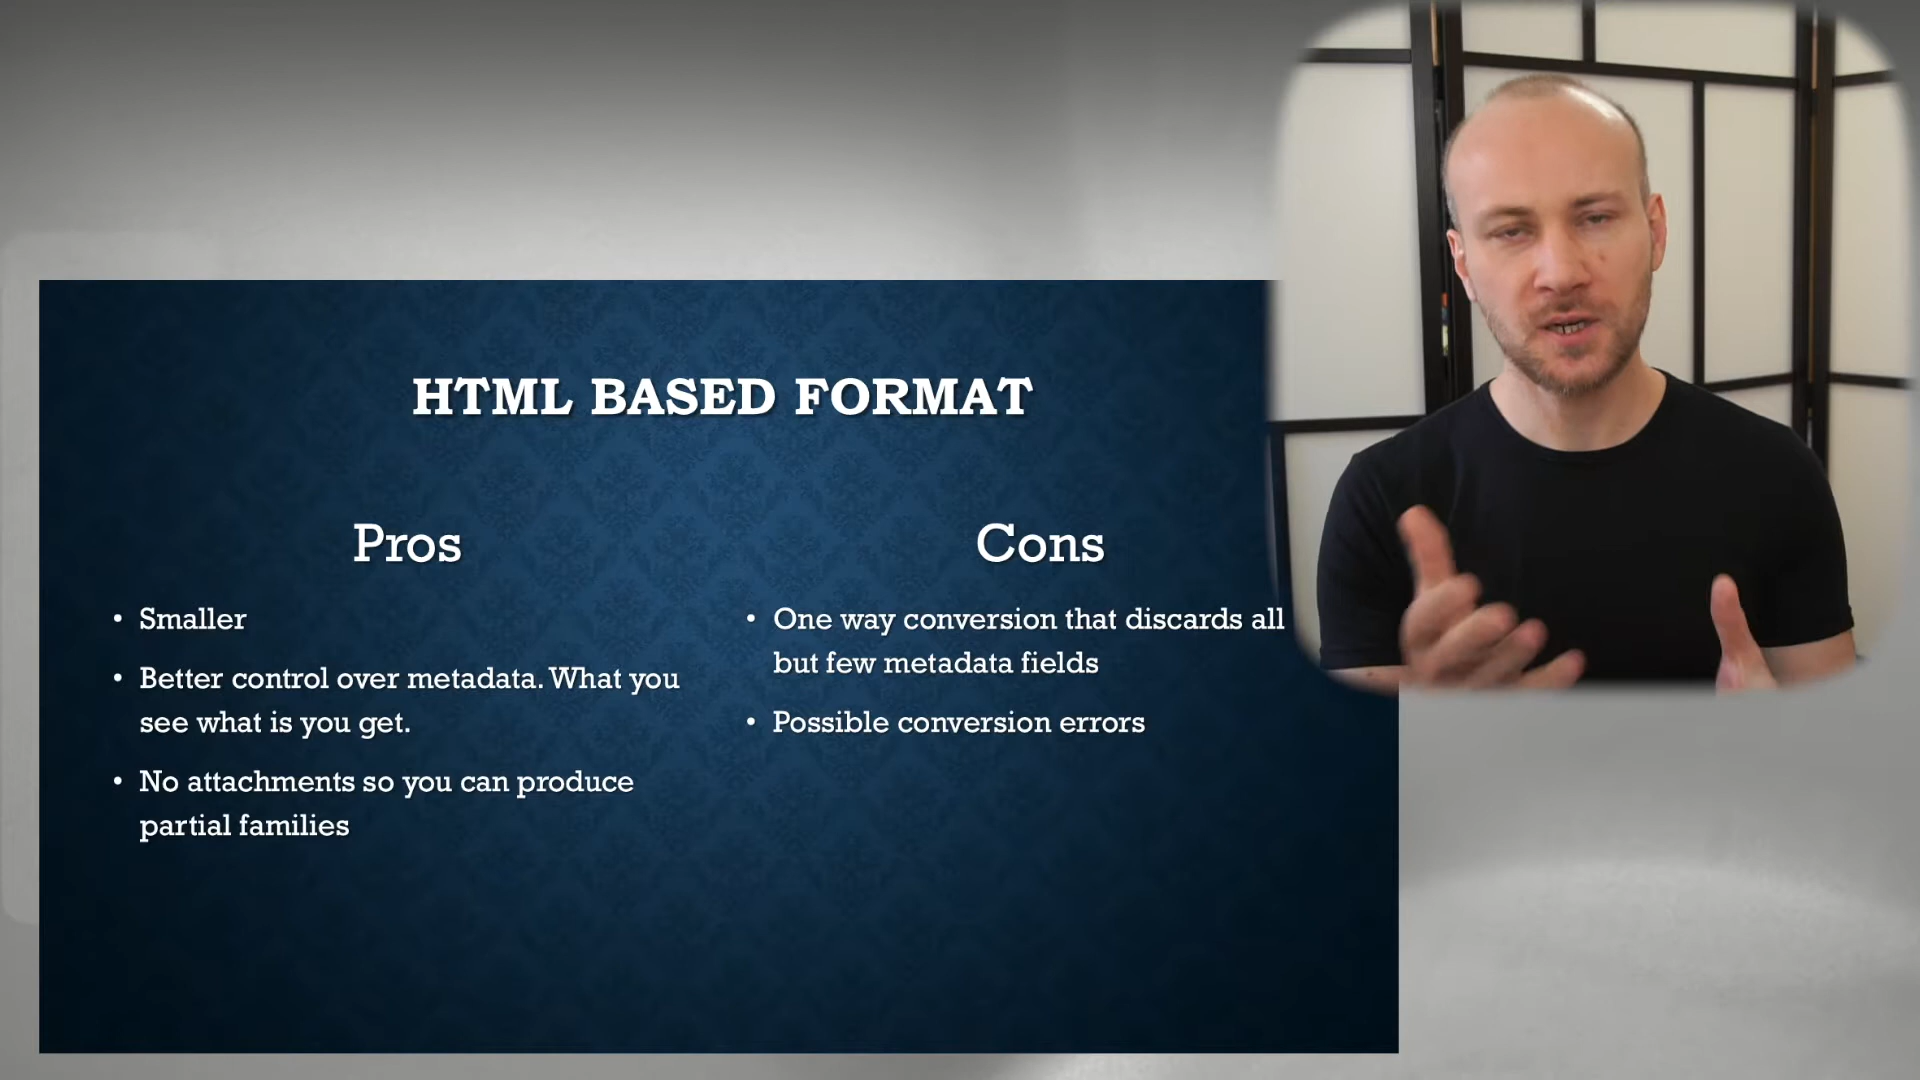 HTML BASED FORMAT
Pros
• Smaller
• Better control over metadata. What you
see what is you get.
• No attachments so you can produce
partial families
Cons
• One way conversion that discards all
but few metadata fields
• Possible conversion errors